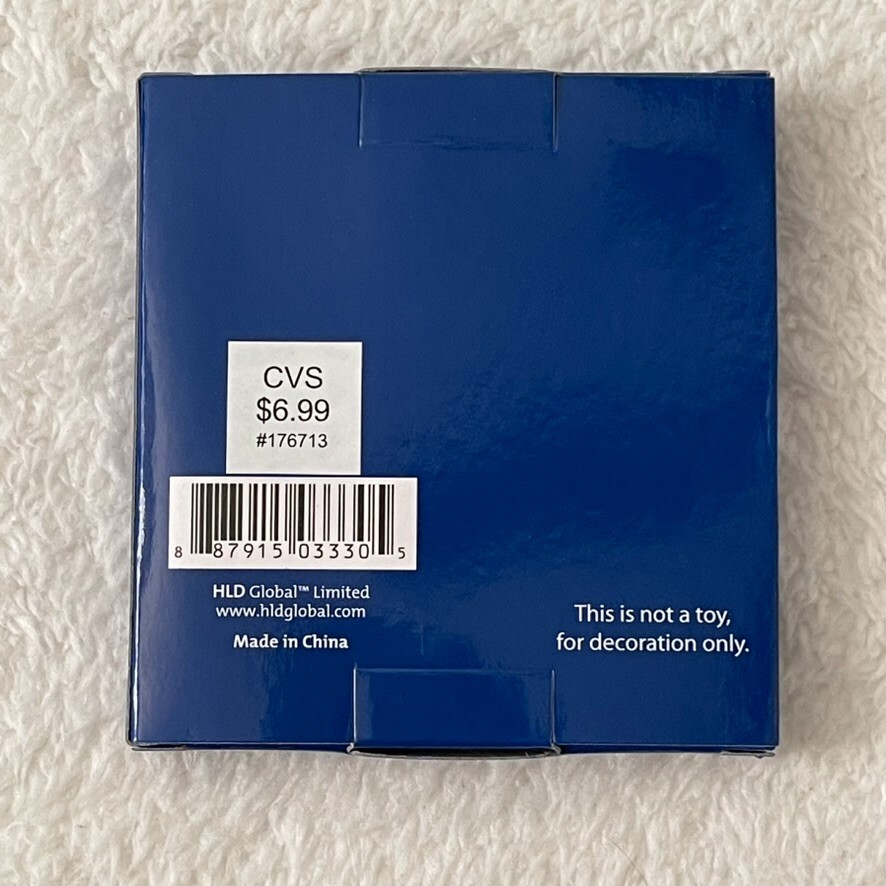 CVS
$6.99
#176713
8 87915 03330 5
HLD Global™ Limited
www.hldglobal.com
Made in China
This is not a toy,
for decoration only.